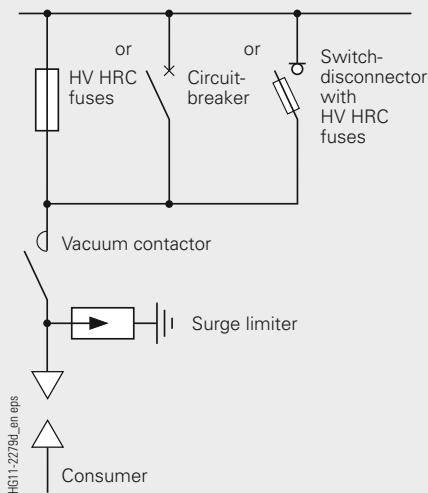 or
HV HRC
fuses
or
Circuit-
breaker
Switch-
disconnector
with
HV HRC
fuses
Vacuum contactor
Surge limiter
Consumer
HG11-2279d_en eps